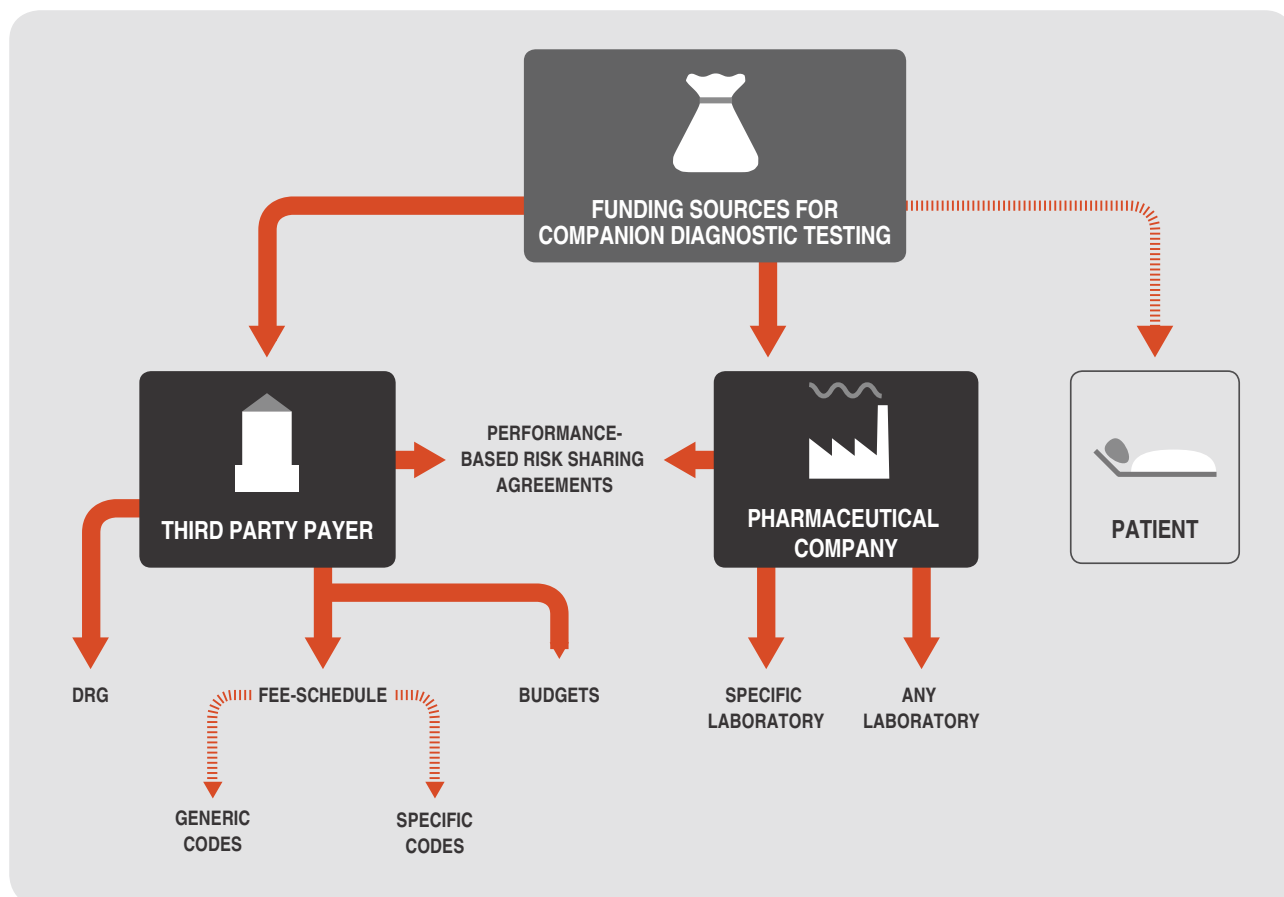 FUNDING SOURCES FOR
COMPANION DIAGNOSTIC TESTING
THIRD PARTY PAYER
PERFORMANCE-
BASED RISK SHARING
AGREEMENTS
PHARMACEUTICAL
COMPANY
PATIENT
DRG
FEE-SCHEDULE
BUDGETS
SPECIFIC
LABORATORY
ANY
LABORATORY
GENERIC
CODES
SPECIFIC
CODES